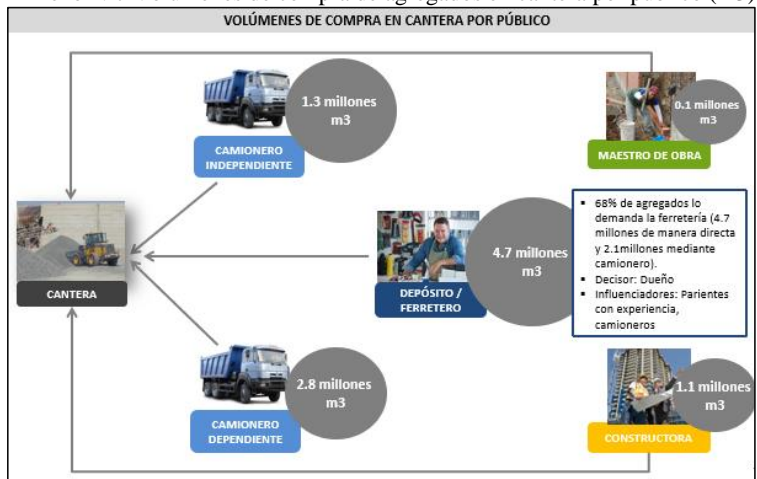 VOLÚMENES DE COMPRA EN CANTERA POR PÚBLICO
1.3 millones
m3
CAMIONERO
INDEPENDIENTE
0.1 millones
m3
MAESTRO DE OBRA
CANTERA
4.7 millones
m3
DEPÓSITO /
FERRETERO
▪ 68% de agregados lo
demanda la ferretería (4.7
millones de manera directa
y 2.1millones mediante
camionero).
▪ Decisor: Dueño
▪ Influenciadores: Parientes
con experiencia,
camioneros
2.8 millones
m3
CAMIONERO
DEPENDIENTE
1.1 millones
m3
CONSTRUCTORA